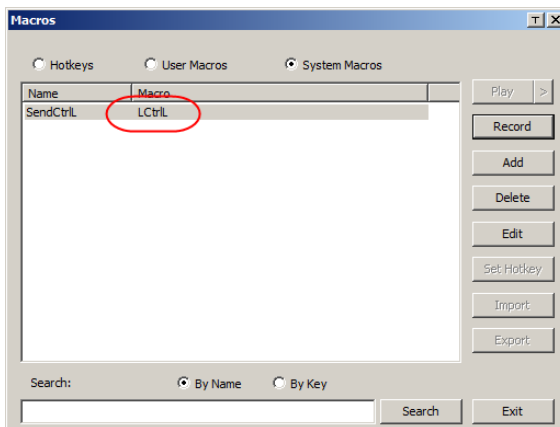 Macros
Hotkeys User Macros System Macros
Name Macro
SendCtrlL LCtrlL
Play >
Record
Add
Delete
Edit
Set Hotkey
Import
Export
Search: By Name By Key
Search Exit